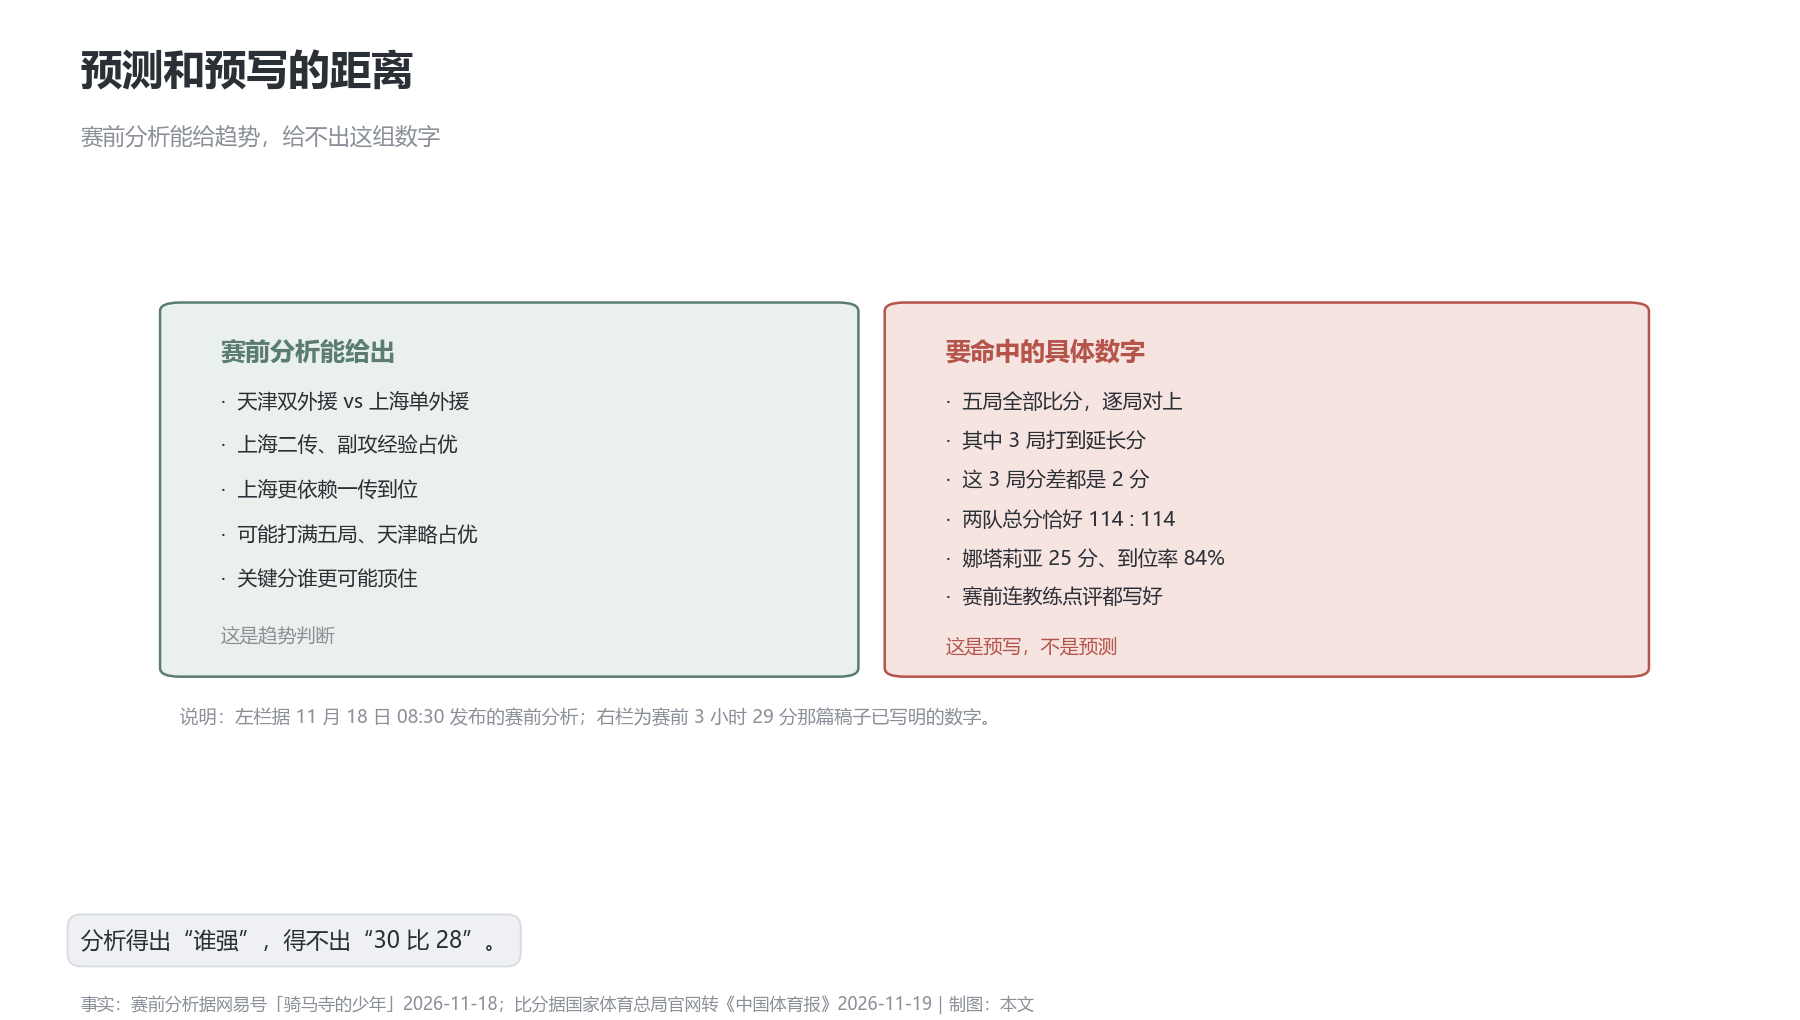 预测和预写的距离
赛前分析能给趋势，给不出这组数字
赛前分析能给出
· 天津双外援 vs 上海单外援
· 上海二传、副攻经验占优
· 上海更依赖一传到位
· 可能打满五局、天津略占优
· 关键分谁更可能顶住
这是趋势判断
要命中的具体数字
· 五局全部比分，逐局对上
· 其中 3 局打到延长分
· 这 3 局分差都是 2 分
· 两队总分恰好 114 : 114
· 娜塔莉亚 25 分、到位率 84%
· 赛前连教练点评都写好
这是预写，不是预测
说明：左栏据 11 月 18 日 08:30 发布的赛前分析；右栏为赛前 3 小时 29 分那篇稿子已写明的数字。
分析得出“谁强”，得不出“30 比 28”。
事实：赛前分析据网易号「骑马寺的少年」2026-11-18；比分据国家体育总局官网转《中国体育报》2026-11-19 | 制图：本文